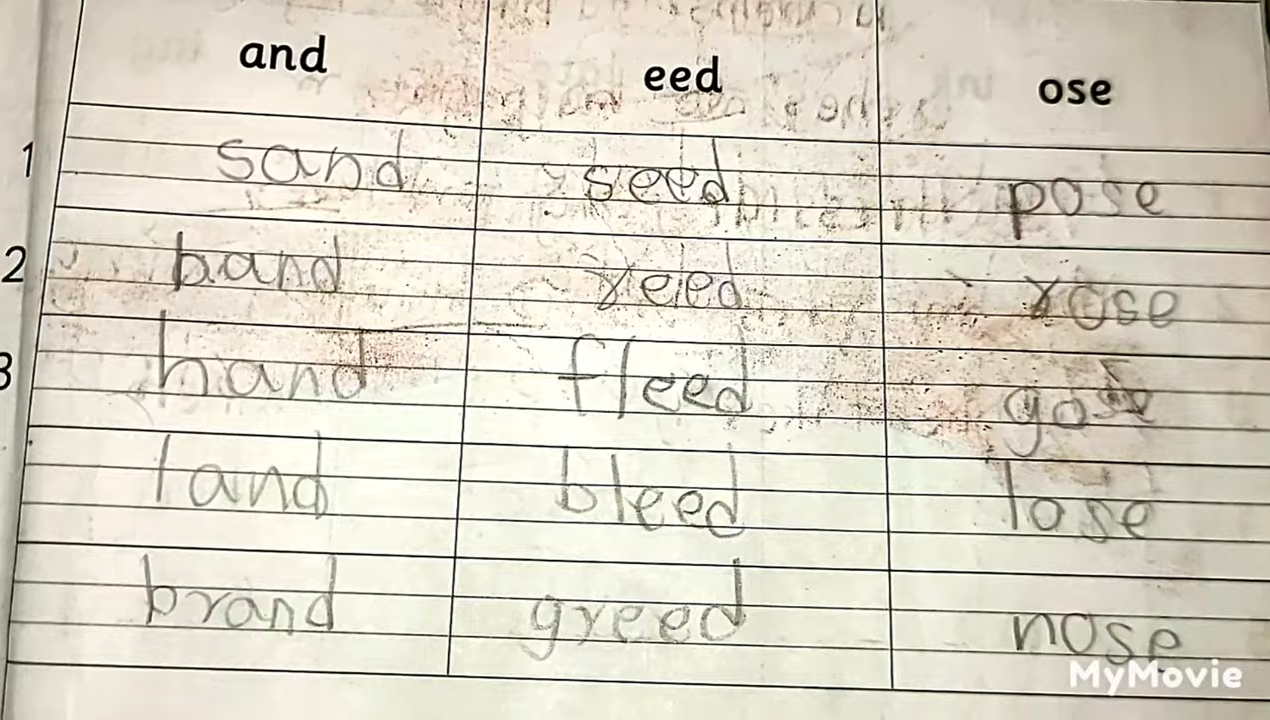 and eed ose
1 sand seed pose
2 band reed rose
3 hand fleed
land bleed lose
brand greed nose
MyMovie